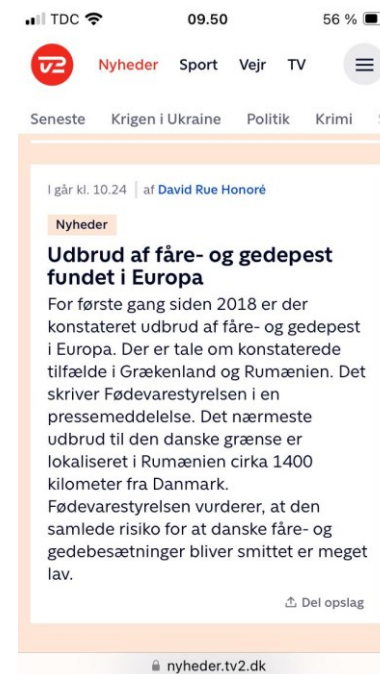 TDC 09.50 56 %
Nyheder Sport Vejr TV
Seneste Krigen i Ukraine Politik Krimi
I går kl. 10.24 | af David Rue Honoré
Nyheder
Udbrud af fåre- og gedepest
fundet i Europa
For første gang siden 2018 er der
konstateret udbrud af fåre- og gedepest
i Europa. Der er tale om konstaterede
tilfælde i Grækenland og Rumænien. Det
skriver Fødevarestyrelsen i en
pressemeddelelse. Det nærmeste
udbrud til den danske grænse er
lokaliseret i Rumænien cirka 1400
kilometer fra Danmark.
Fødevarestyrelsen vurderer, at den
samlede risiko for at danske fåre- og
gedebesætninger bliver smittet er meget
lav.
Del opslag
nyheder.tv2.dk